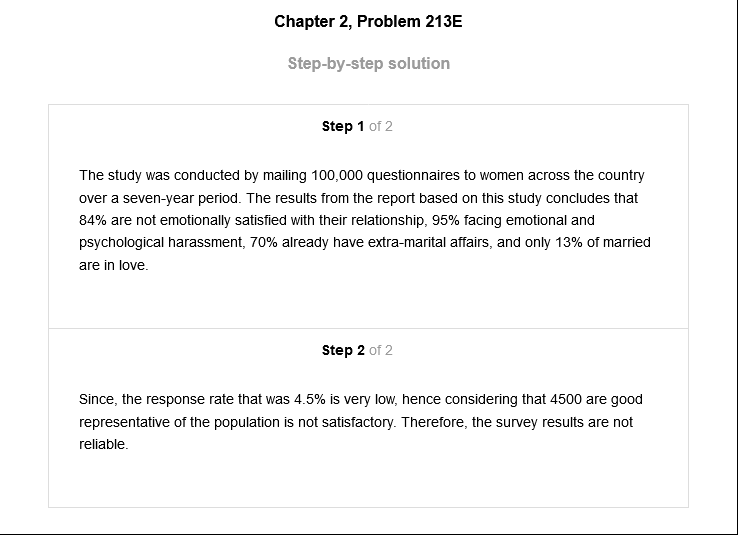 Chapter 2, Problem 213E
Step-by-step solution
Step 1 of 2
The study was conducted by mailing 100,000 questionnaires to women across the country
over a seven-year period. The results from the report based on this study concludes that
84% are not emotionally satisfied with their relationship, 95% facing emotional and
psychological harassment, 70% already have extra-marital affairs, and only 13% of married
are in love.
Step 2 of 2
Since, the response rate that was 4.5% is very low, hence considering that 4500 are good
representative of the population is not satisfactory. Therefore, the survey results are not
reliable.